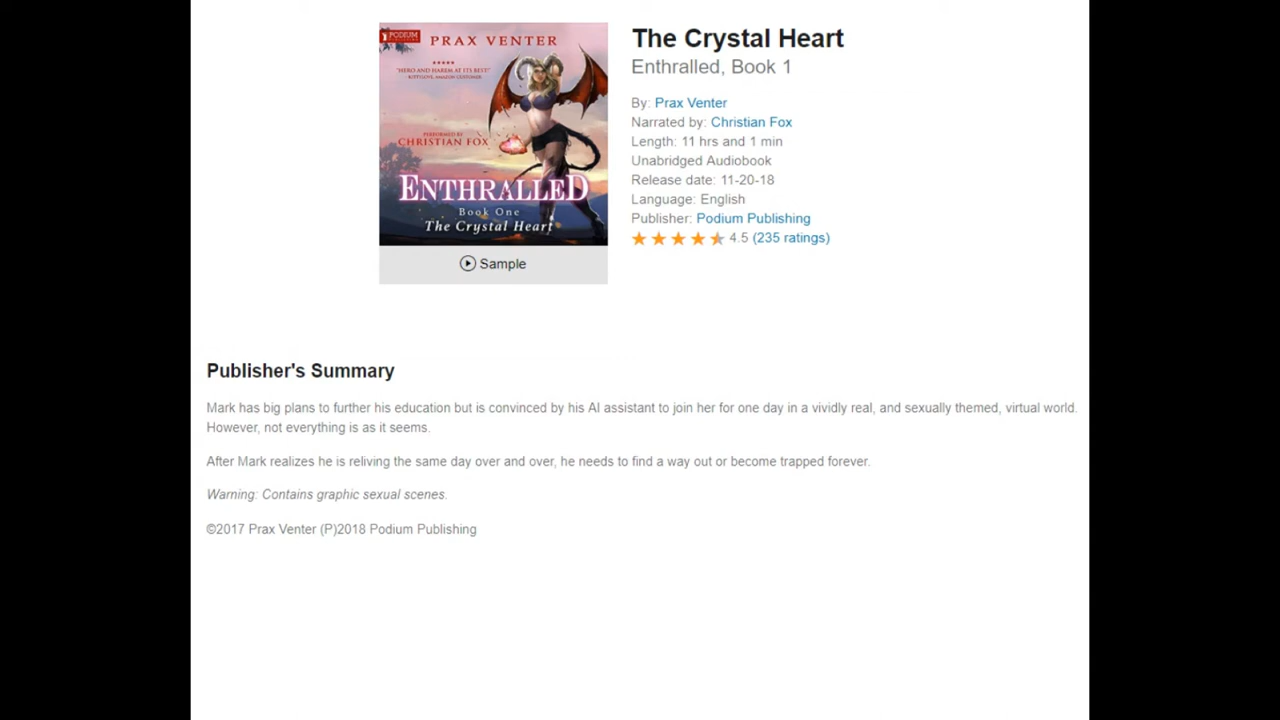 PODIUM
PRAX VENTER
"HERO AND HAREM AT ITS BEST"
PERFORMED BY
CHRISTIAN FOX
ENTHRALLED
Book One
The Crystal Heart
Sample
The Crystal Heart
Enthralled, Book 1
By: Prax Venter
Narrated by: Christian Fox
Length: 11 hrs and 1 min
Unabridged Audiobook
Release date: 11-20-18
Language: English
Publisher: Podium Publishing
4.5 (235 ratings)
Publisher's Summary
Mark has big plans to further his education but is convinced by his AI assistant to join her for one day in a vividly real, and sexually themed, virtual world.
However, not everything is as it seems.
After Mark realizes he is reliving the same day over and over, he needs to find a way out or become trapped forever.
Warning: Contains graphic sexual scenes.
©2017 Prax Venter (P)2018 Podium Publishing